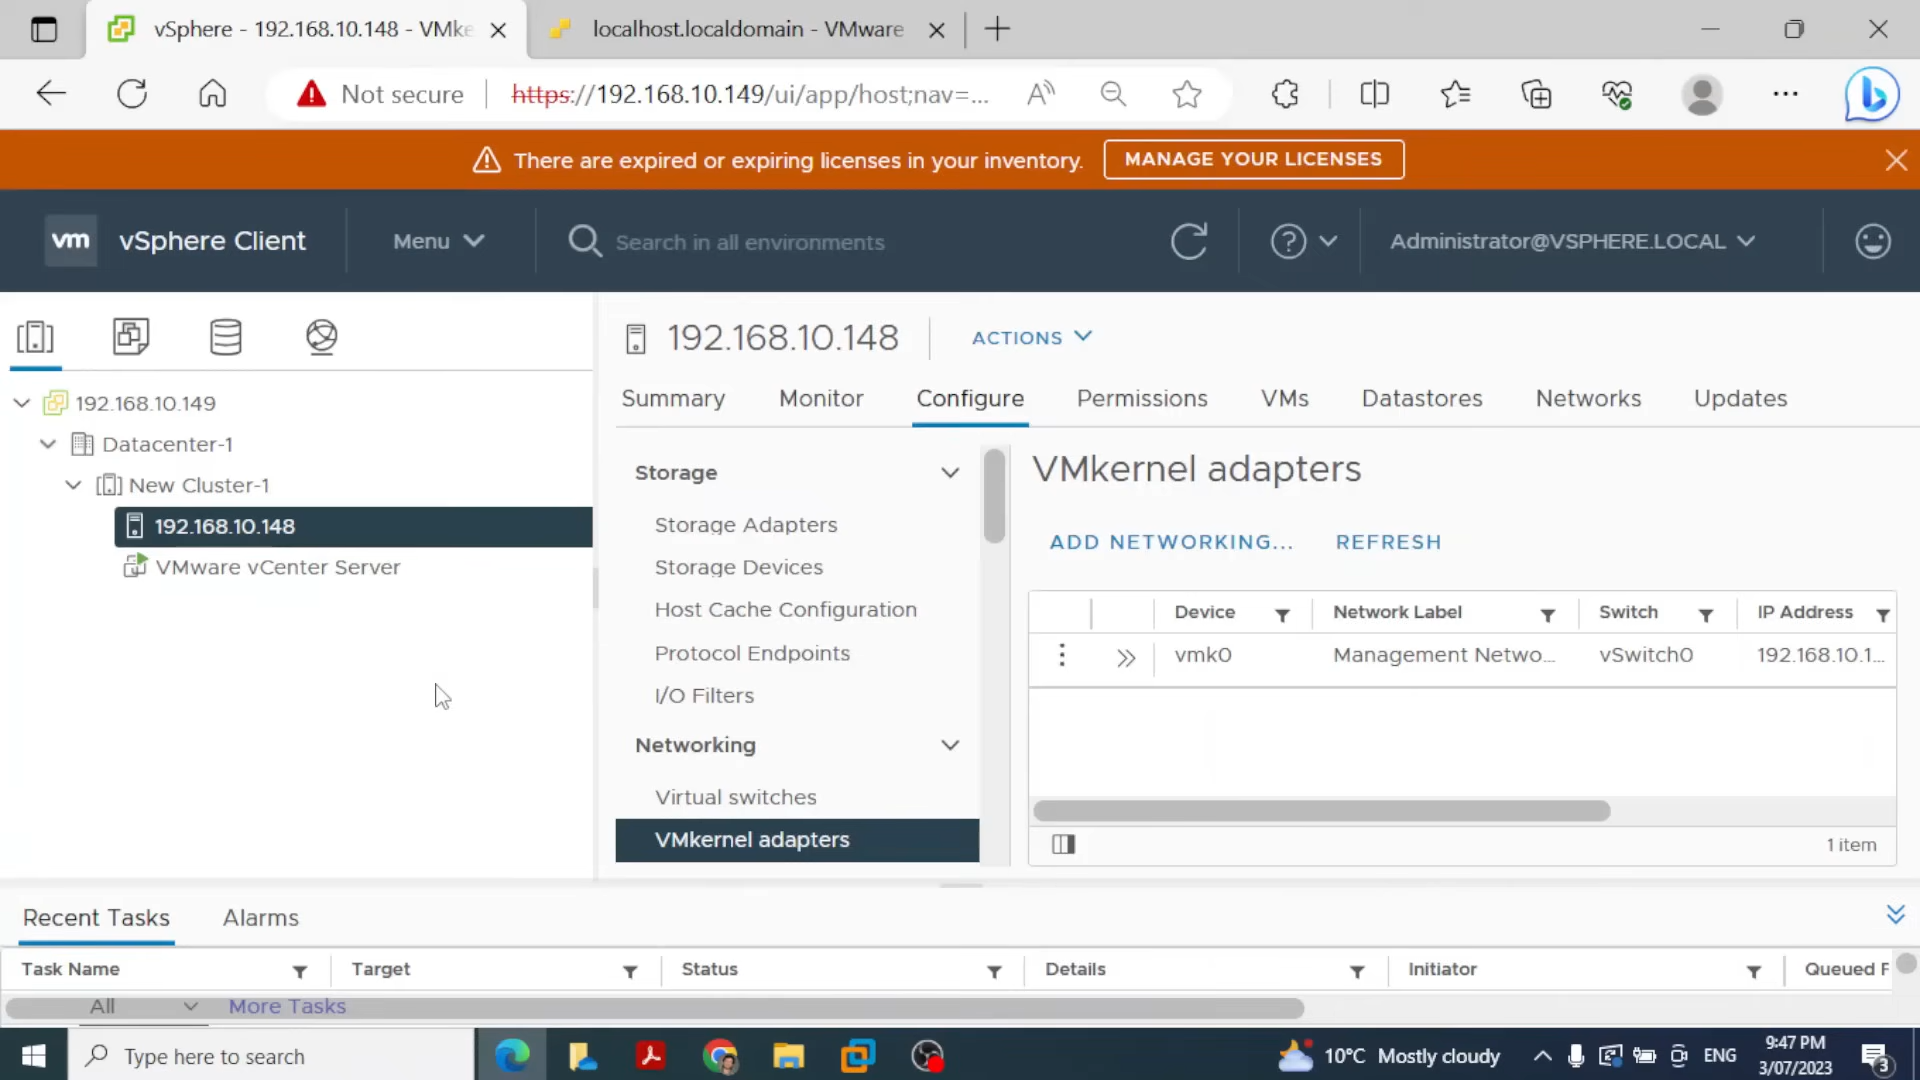 vSphere - 192.168.10.148 - VMke
localhost.localdomain - VMware
Not secure
https://192.168.10.149/ui/app/host;nav=...
There are expired or expiring licenses in your inventory.
MANAGE YOUR LICENSES
vm
vSphere Client
Menu
Search in all environments
Administrator@VSPHERE.LOCAL
192.168.10.149
Datacenter-1
New Cluster-1
192.168.10.148
VMware vCenter Server
192.168.10.148
ACTIONS
Summary
Monitor
Configure
Permissions
VMs
Datastores
Networks
Updates
Storage
Storage Adapters
Storage Devices
Host Cache Configuration
Protocol Endpoints
I/O Filters
Networking
Virtual switches
VMkernel adapters
VMkernel adapters
ADD NETWORKING...
REFRESH
Device
Network Label
Switch
IP Address
vmk0
Management Netwo...
vSwitch0
192.168.10.1...
1 item
Recent Tasks
Alarms
Task Name
Target
Status
Details
Initiator
Queued F
All
More Tasks
Type here to search
10°C Mostly cloudy
ENG
9:47 PM
3/07/2023
3